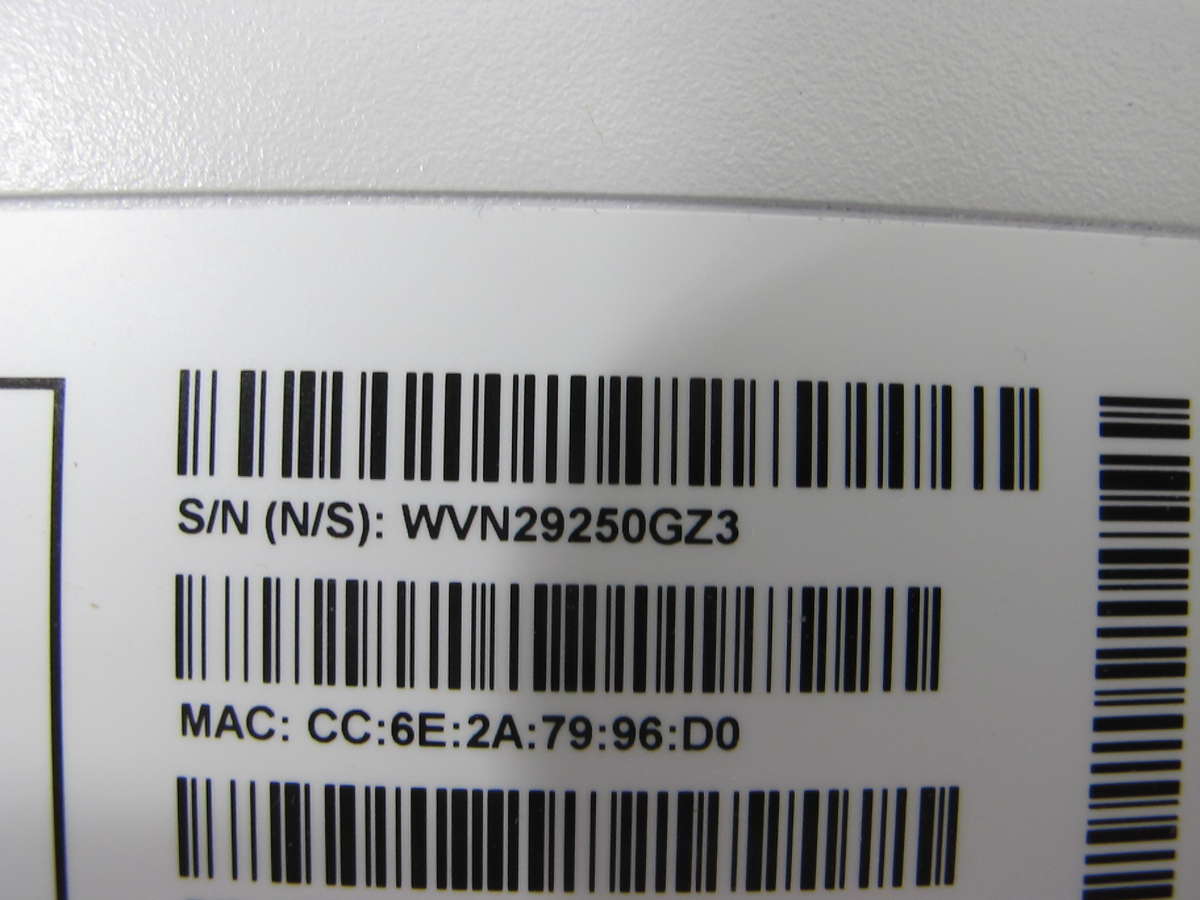 S/N (N/S): WVN29250GZ3
MAC: CC:6E:2A:79:96:D0